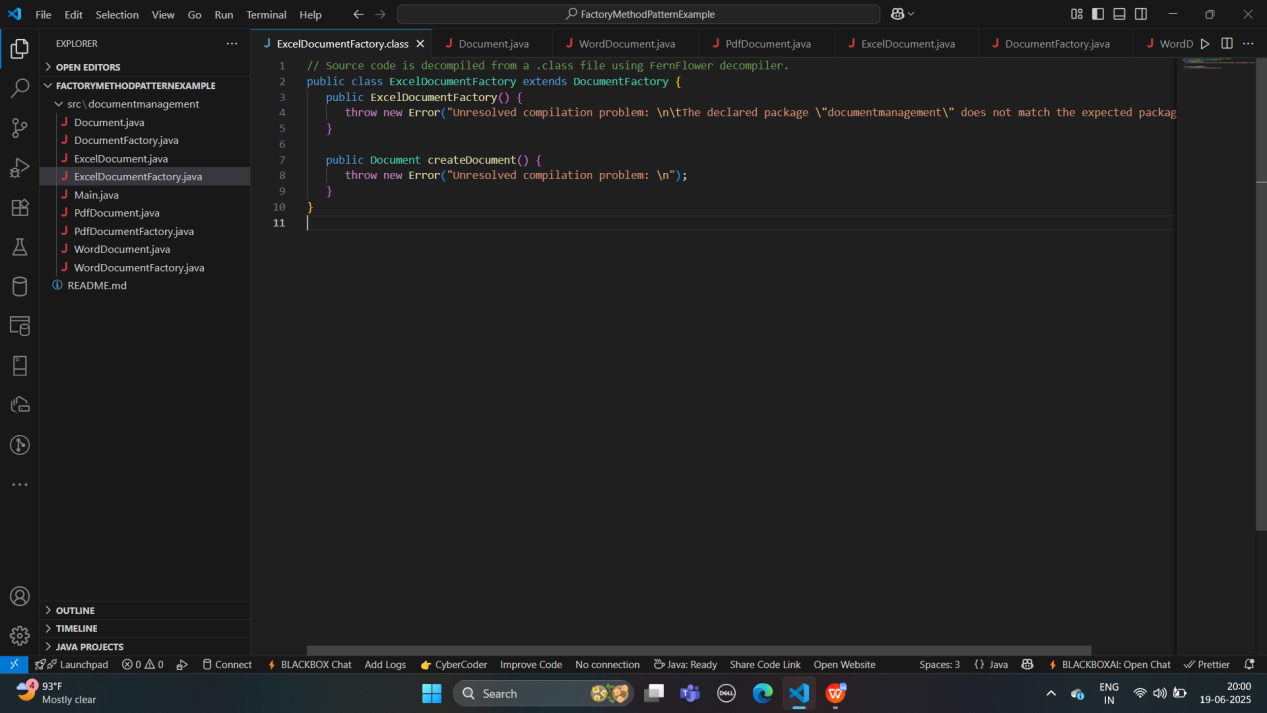 File Edit Selection View Go Run Terminal Help
FactoryMethodPatternExample
EXPLORER
OPEN EDITORS
FACTORYMETHODPATTERNEXAMPLE
src\documentmanagement
Document.java
DocumentFactory.java
ExcelDocument.java
ExcelDocumentFactory.java
Main.java
PdfDocument.java
PdfDocumentFactory.java
WordDocument.java
WordDocumentFactory.java
README.md
OUTLINE
TIMELINE
JAVA PROJECTS
ExcelDocumentFactory.class Document.java WordDocument.java PdfDocument.java ExcelDocument.java DocumentFactory.java WordD
1 // Source code is decompiled from a .class file using FernFlower decompiler.
2 public class ExcelDocumentFactory extends DocumentFactory {
3 public ExcelDocumentFactory() {
4 throw new Error("Unresolved compilation problem: \n\tThe declared package \"documentmanagement\" does not match the expected packag
5 }
6
7 public Document createDocument() {
8 throw new Error("Unresolved compilation problem: \n");
9 }
10 }
11
Launchpad 0 0 Connect BLACKBOX Chat Add Logs CyberCoder Improve Code No connection Java: Ready Share Code Link Open Website Spaces: 3 {} Java BLACKBOXAI: Open Chat Prettier
4 93°F
Mostly clear
Search
DELL
ENG
IN
20:00
19-06-2025